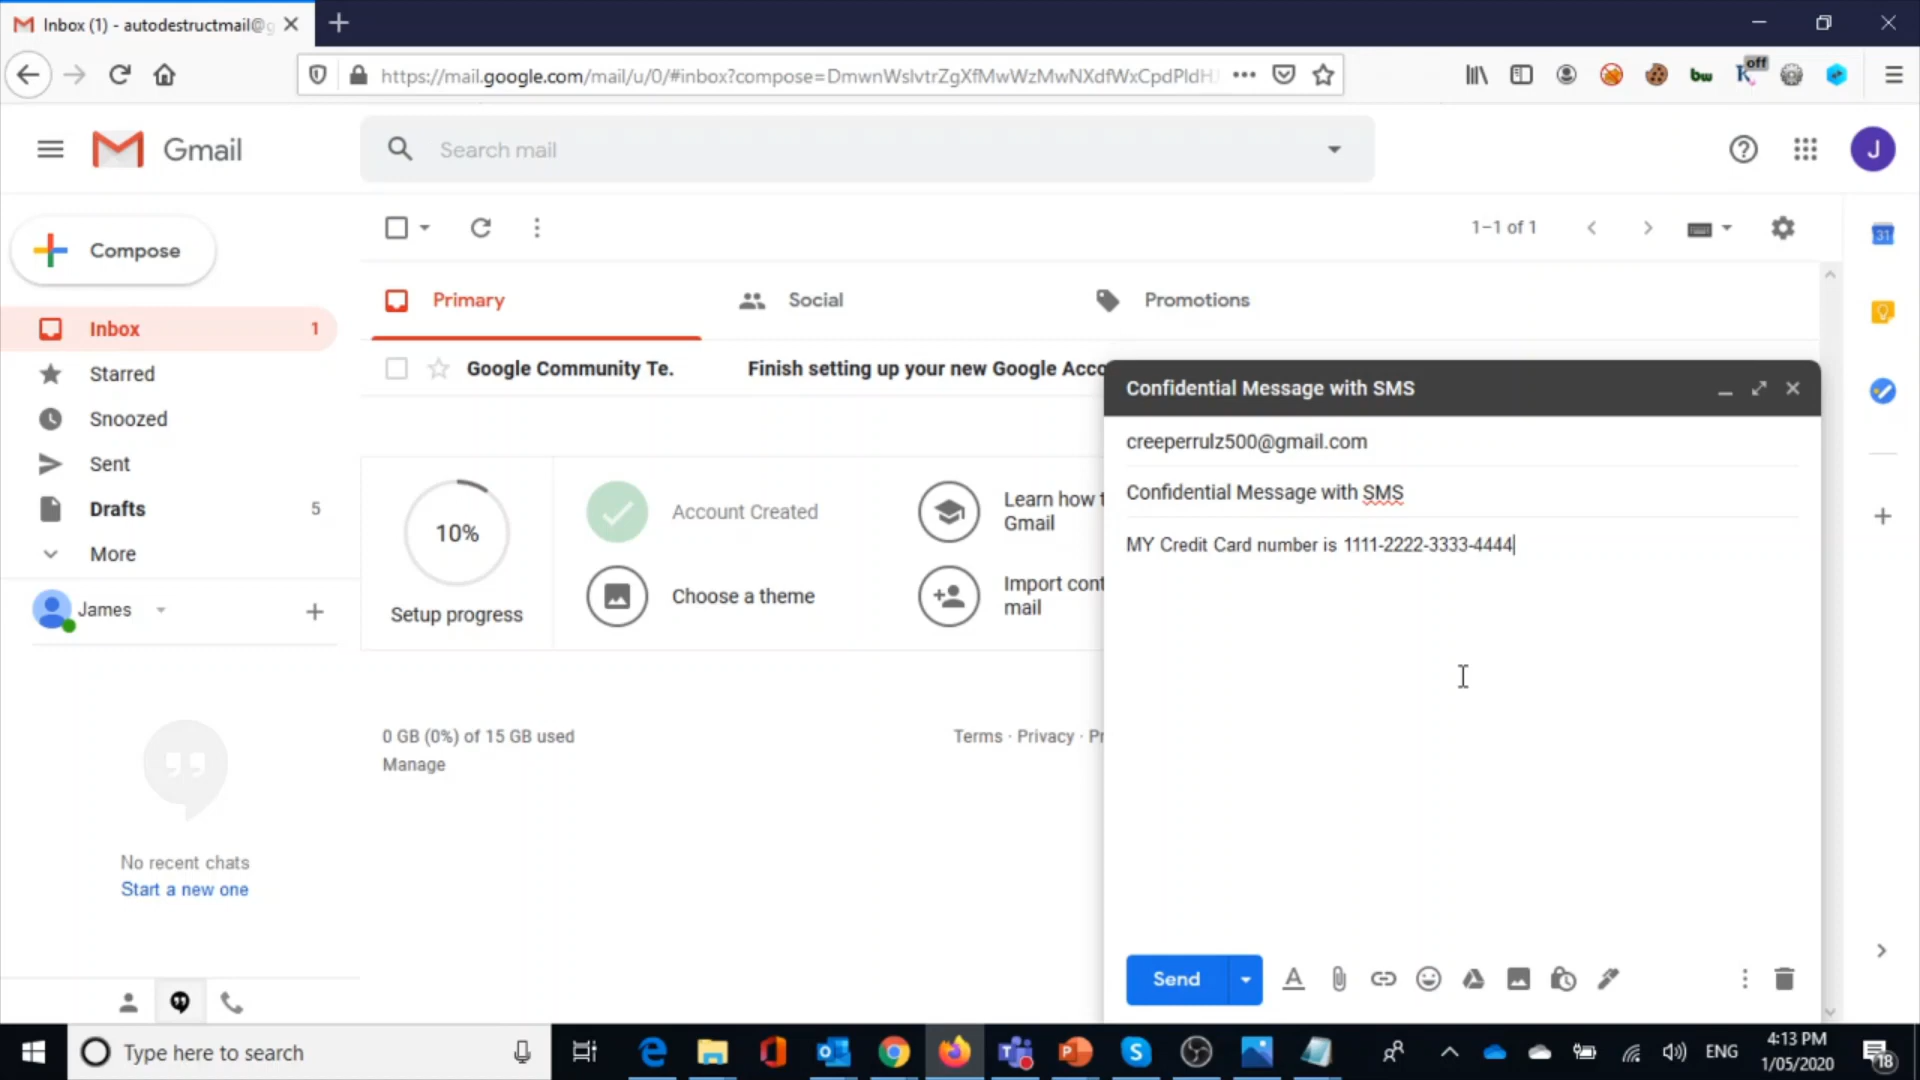 Inbox (1) - autodestructmail@g
https://mail.google.com/mail/u/0/#inbox?compose=DmwnWslvtrZgXfMwWzMwNXdfWxCpdPldH
bw
off
Gmail
Search mail
J
Compose
1–1 of 1
31
Primary
Social
Promotions
Inbox 1
Starred
Snoozed
Sent
Drafts 5
More
James
Google Community Te. Finish setting up your new Google Acco
10%
Setup progress
Account Created
Choose a theme
Learn how t
Gmail
Import cont
mail
0 GB (0%) of 15 GB used
Manage
Terms · Privacy · Pr
No recent chats
Start a new one
Confidential Message with SMS
creeperrulz500@gmail.com
Confidential Message with SMS
MY Credit Card number is 1111-2222-3333-4444
Send
Type here to search
ENG
4:13 PM
1/05/2020
18